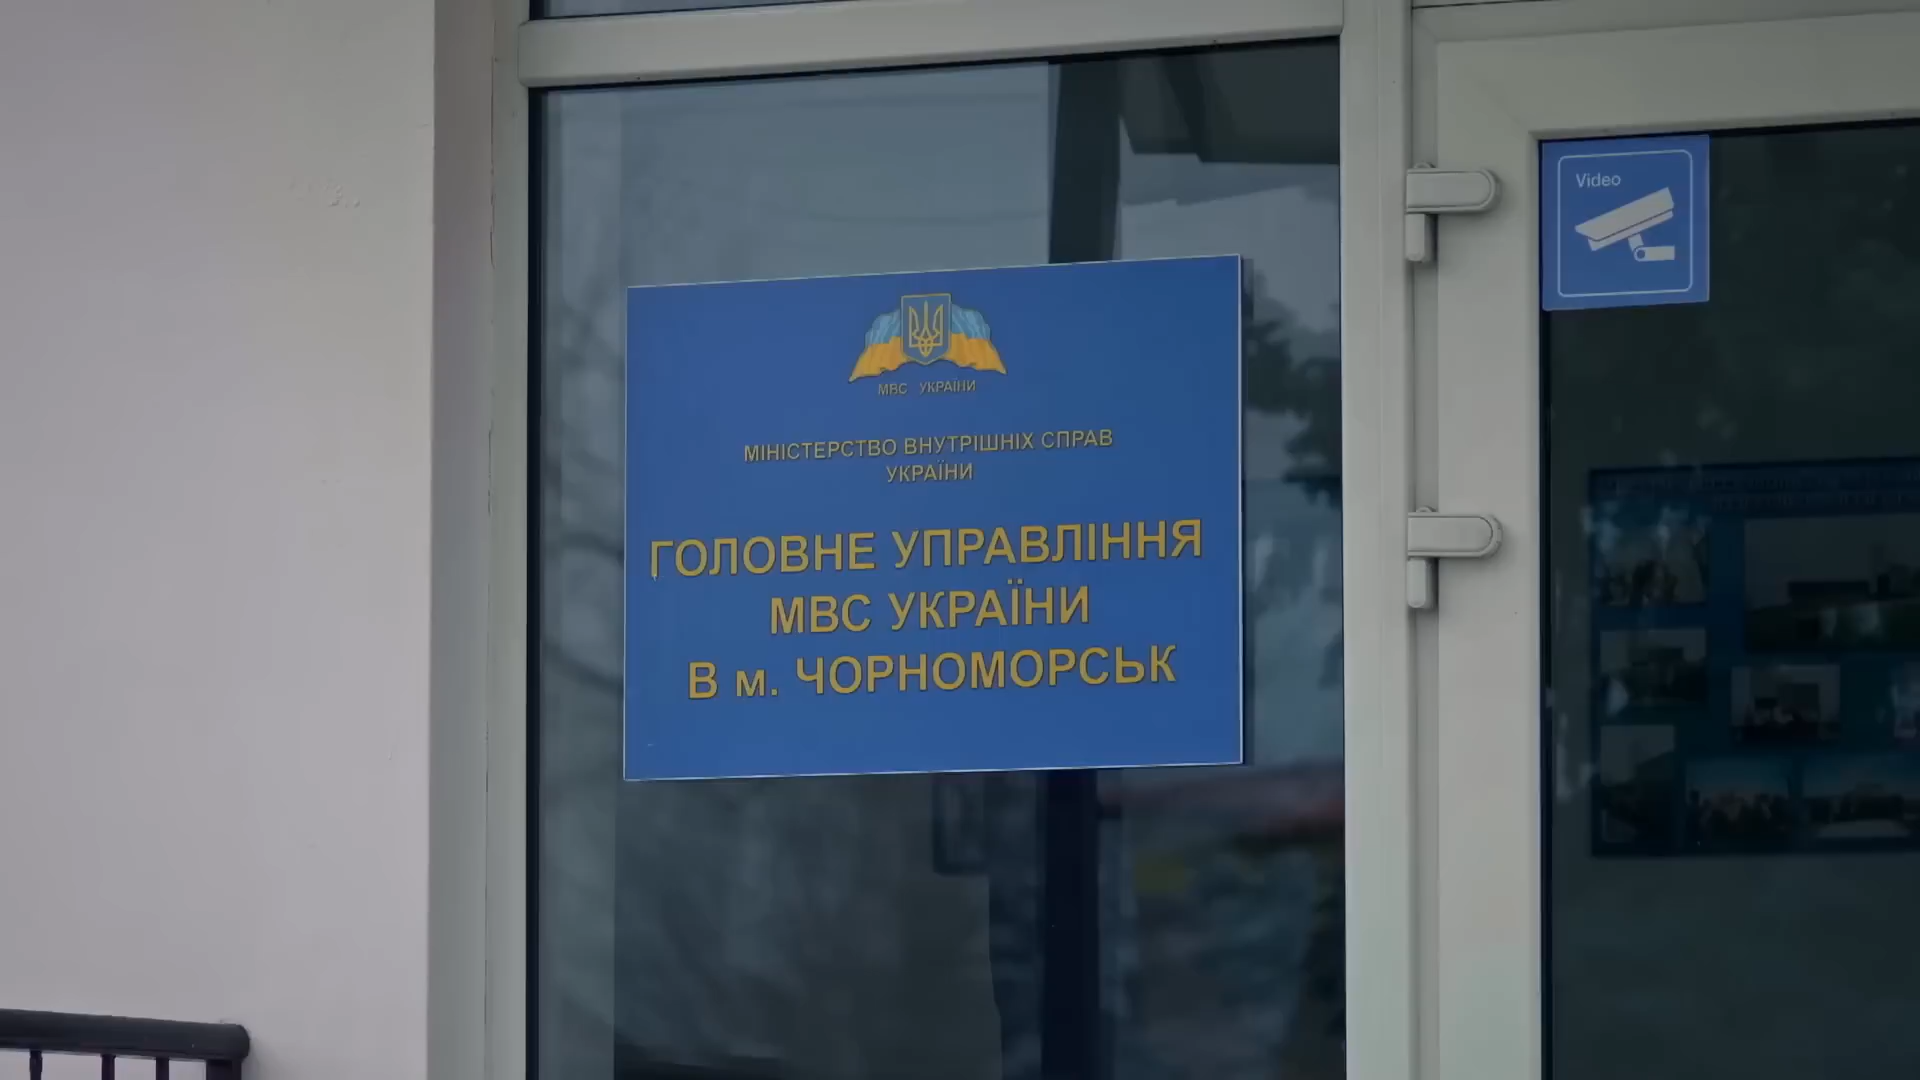 МВС УКРАЇНИ
МІНІСТЕРСТВО ВНУТРІШНІХ СПРАВ
УКРАЇНИ
ГОЛОВНЕ УПРАВЛІННЯ
МВС УКРАЇНИ
В м. ЧОРНОМОРСЬК
Video